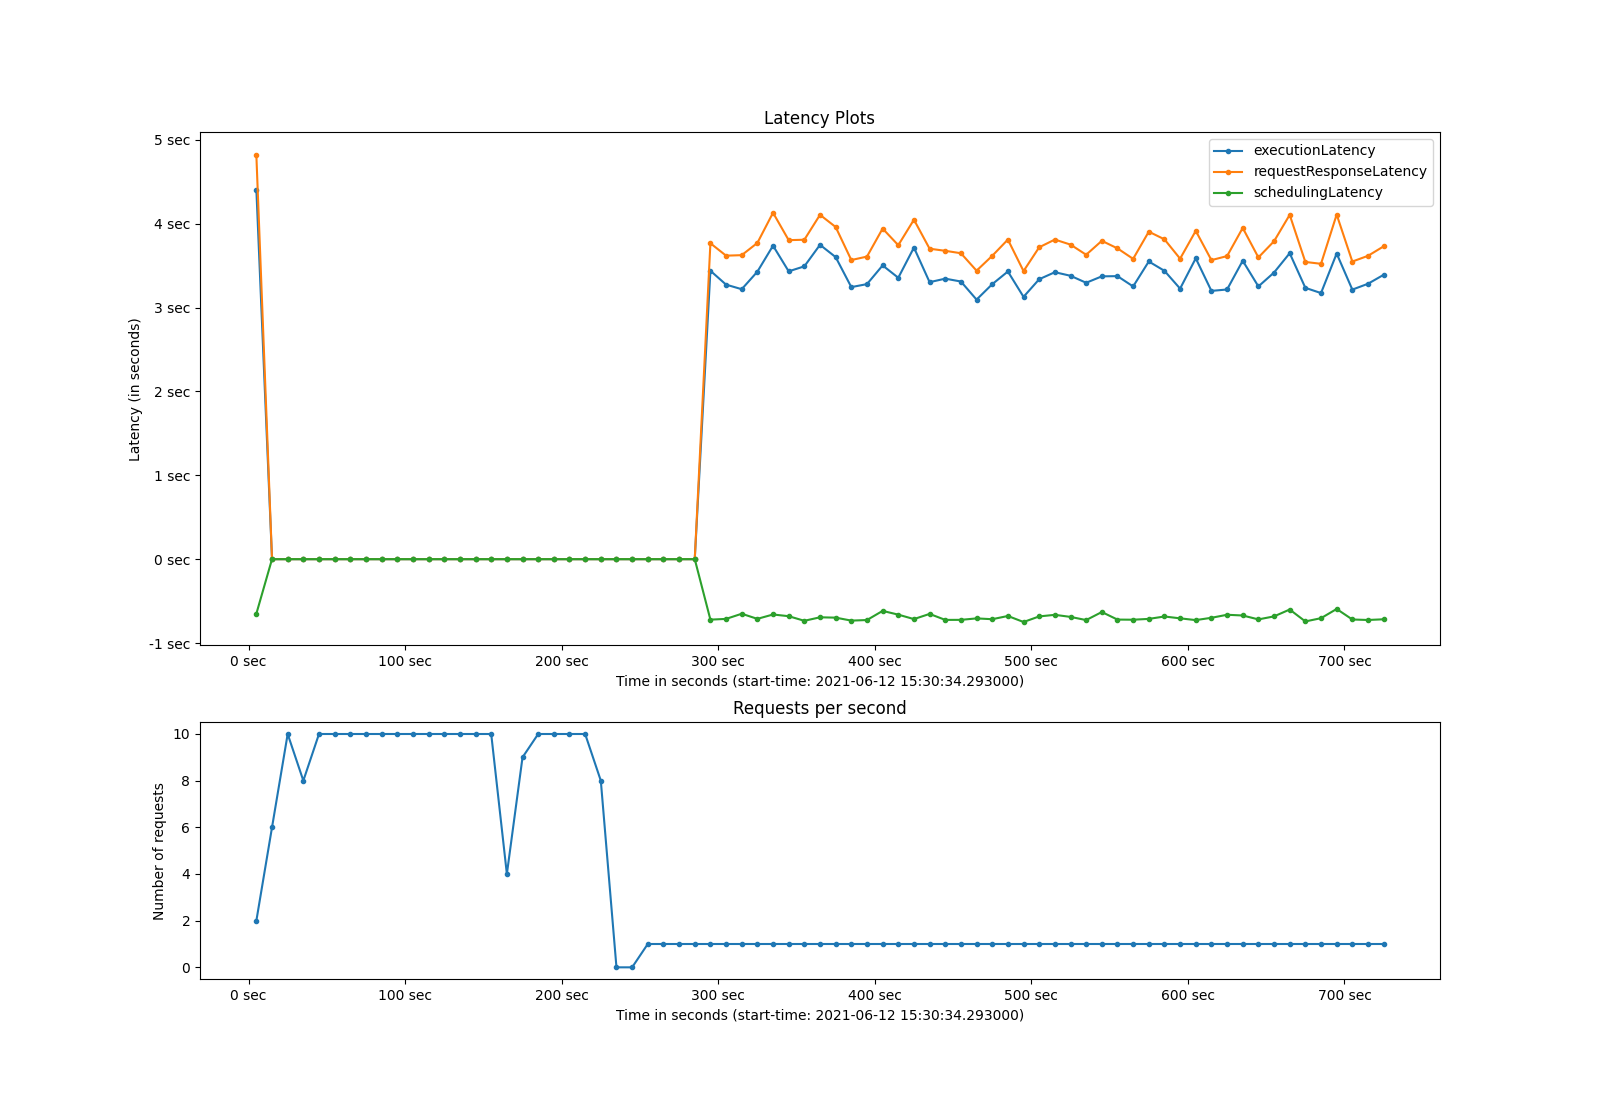 Latency Plots
5 sec
4 sec
3 sec
2 sec
1 sec
0 sec
-1 sec
Latency (in seconds)
executionLatency
requestResponseLatency
schedulingLatency
0 sec 100 sec 200 sec 300 sec 400 sec 500 sec 600 sec 700 sec
Time in seconds (start-time: 2021-06-12 15:30:34.293000)
Requests per second
10
8
6
4
2
0
Number of requests
0 sec 100 sec 200 sec 300 sec 400 sec 500 sec 600 sec 700 sec
Time in seconds (start-time: 2021-06-12 15:30:34.293000)